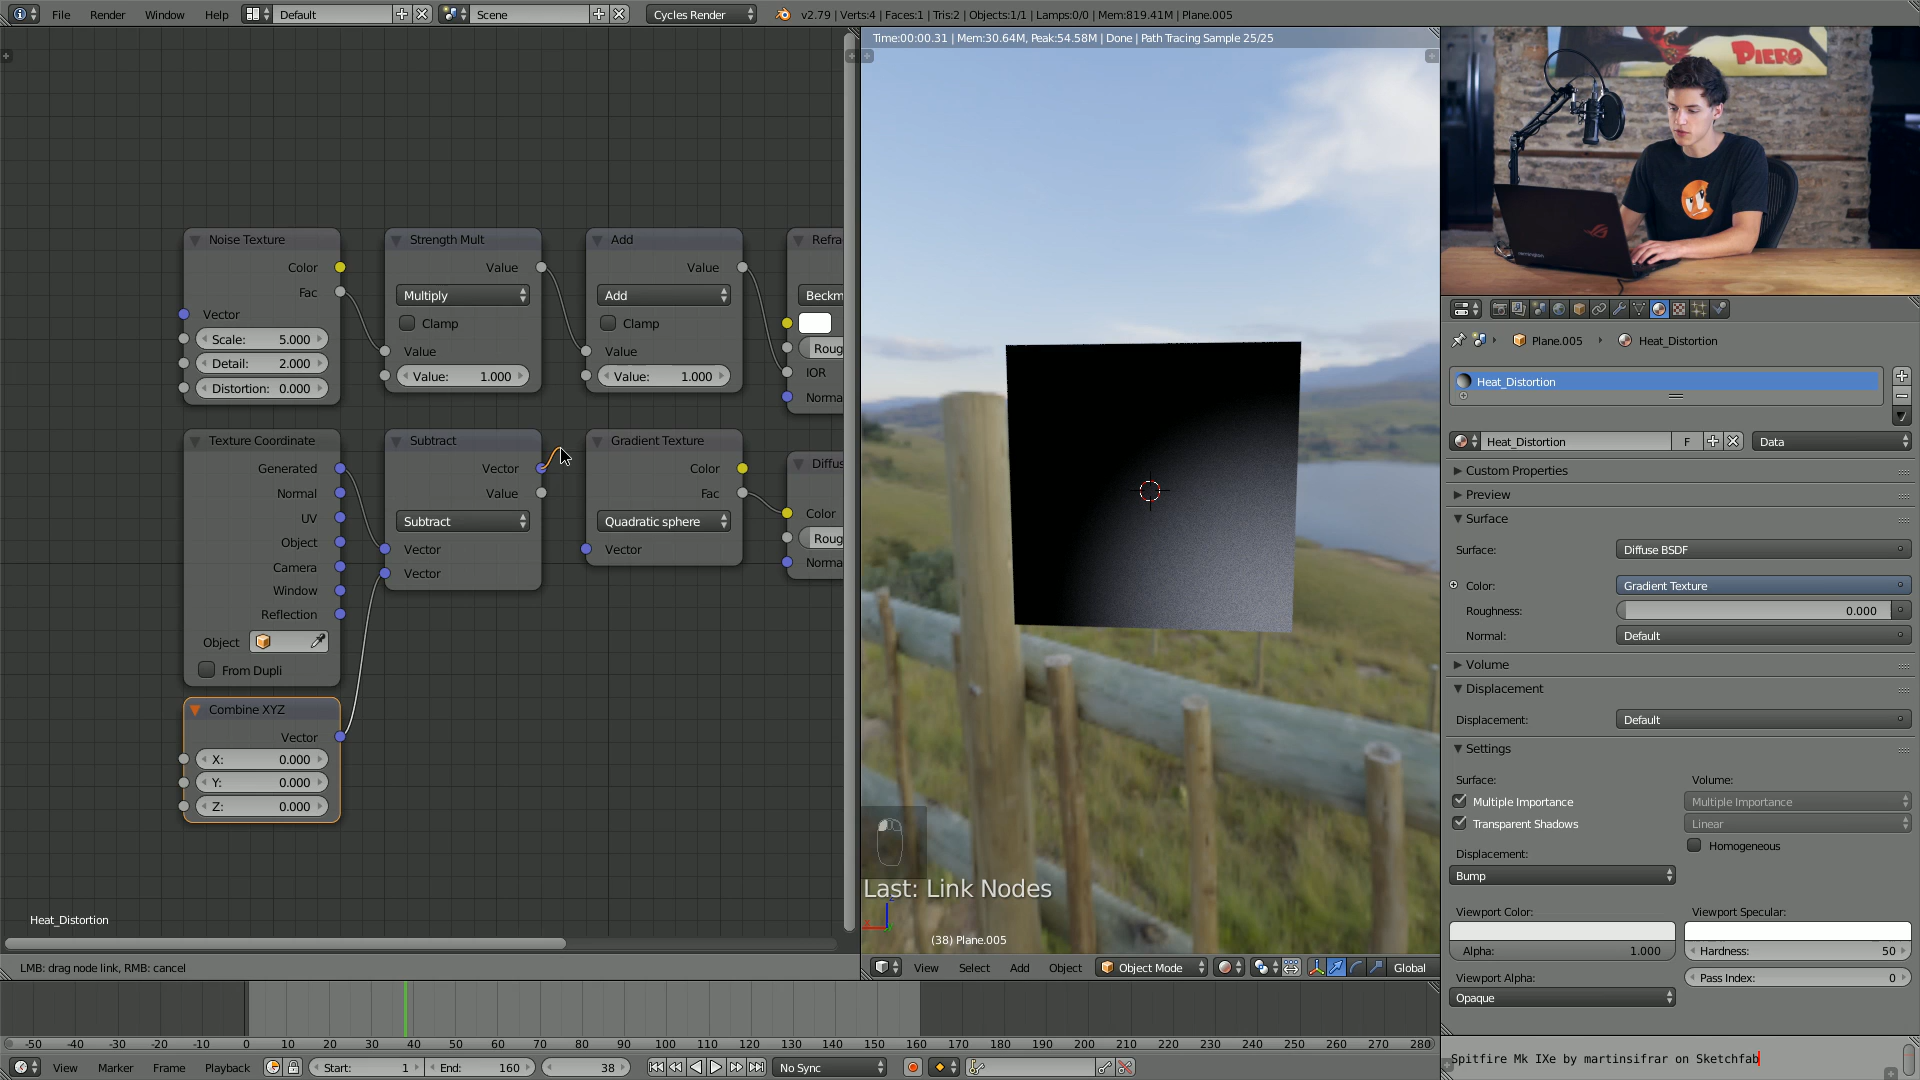 File
Render
Window
Help
Default
Scene
Cycles Render
v2.79 | Verts:4 | Faces:1 | Tris:2 | Objects:1/1 | Lamps:0/0 | Mem:819.41M | Plane.005
Time:00:00.31 | Mem:30.64M, Peak:54.58M | Done | Path Tracing Sample 25/25
PIERO
Noise Texture
Color
Fac
Vector
Scale: 5.000
Detail: 2.000
Distortion: 0.000
Strength Mult
Value
Multiply
Clamp
Value
Value: 1.000
Add
Value
Add
Clamp
Value
Value: 1.000
Refra
Beckm
Roug
IOR
Norma
Texture Coordinate
Generated
Normal
UV
Object
Camera
Window
Reflection
Object
From Dupli
Subtract
Vector
Value
Subtract
Vector
Vector
Gradient Texture
Color
Fac
Quadratic sphere
Vector
Diffus
Color
Roug
Norma
Combine XYZ
Vector
X: 0.000
Y: 0.000
Z: 0.000
Heat_Distortion
LMB: drag node link, RMB: cancel
Last: Link Nodes
(38) Plane.005
View
Select
Add
Object
Object Mode
Global
Plane.005
Heat_Distortion
Heat_Distortion
Heat_Distortion
F
Data
Custom Properties
Preview
Surface
Surface: Diffuse BSDF
Color: Gradient Texture
Roughness: 0.000
Normal: Default
Volume
Displacement
Displacement: Default
Settings
Surface: Volume:
Multiple Importance Multiple Importance
Transparent Shadows Linear
Homogeneous
Displacement:
Bump
Viewport Color: Viewport Specular:
Alpha: 1.000 Hardness: 50
Viewport Alpha: Pass Index: 0
Opaque
Spitfire Mk IXe by martinsifrar on Sketchfab
-50 -40 -30 -20 -10 0 10 20 30 40 50 60 70 80 90 100 110 120 130 140 150 160 170 180 190 200 210 220 230 240 250 260 270 280
View
Marker
Frame
Playback
Start: 1
End: 160
38
No Sync